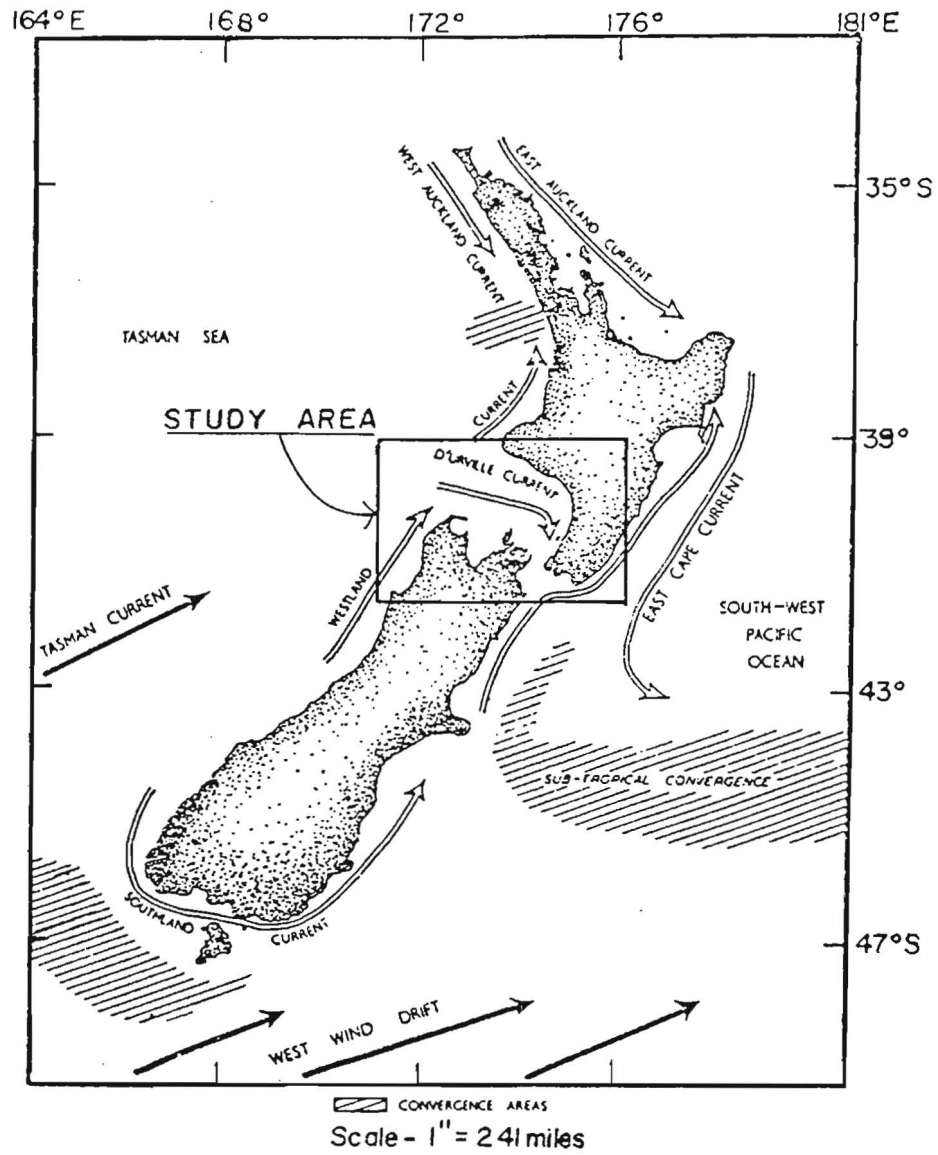 164°E 168° 172° 176° 181°E
35°S
WEST AUCKLAND CURRENT
EAST AUCKLAND CURRENT
TASMAN SEA
CURRENT
STUDY AREA
39°
D'URVILLE CURRENT
WESTLAND
EAST CAPE CURRENT
TASMAN CURRENT
SOUTH-WEST
PACIFIC
OCEAN
43°
SUB-TROPICAL CONVERGENCE
SOUTHLAND CURRENT
47°S
WEST WIND DRIFT
CONVERGENCE AREAS
Scale - 1" = 241 miles